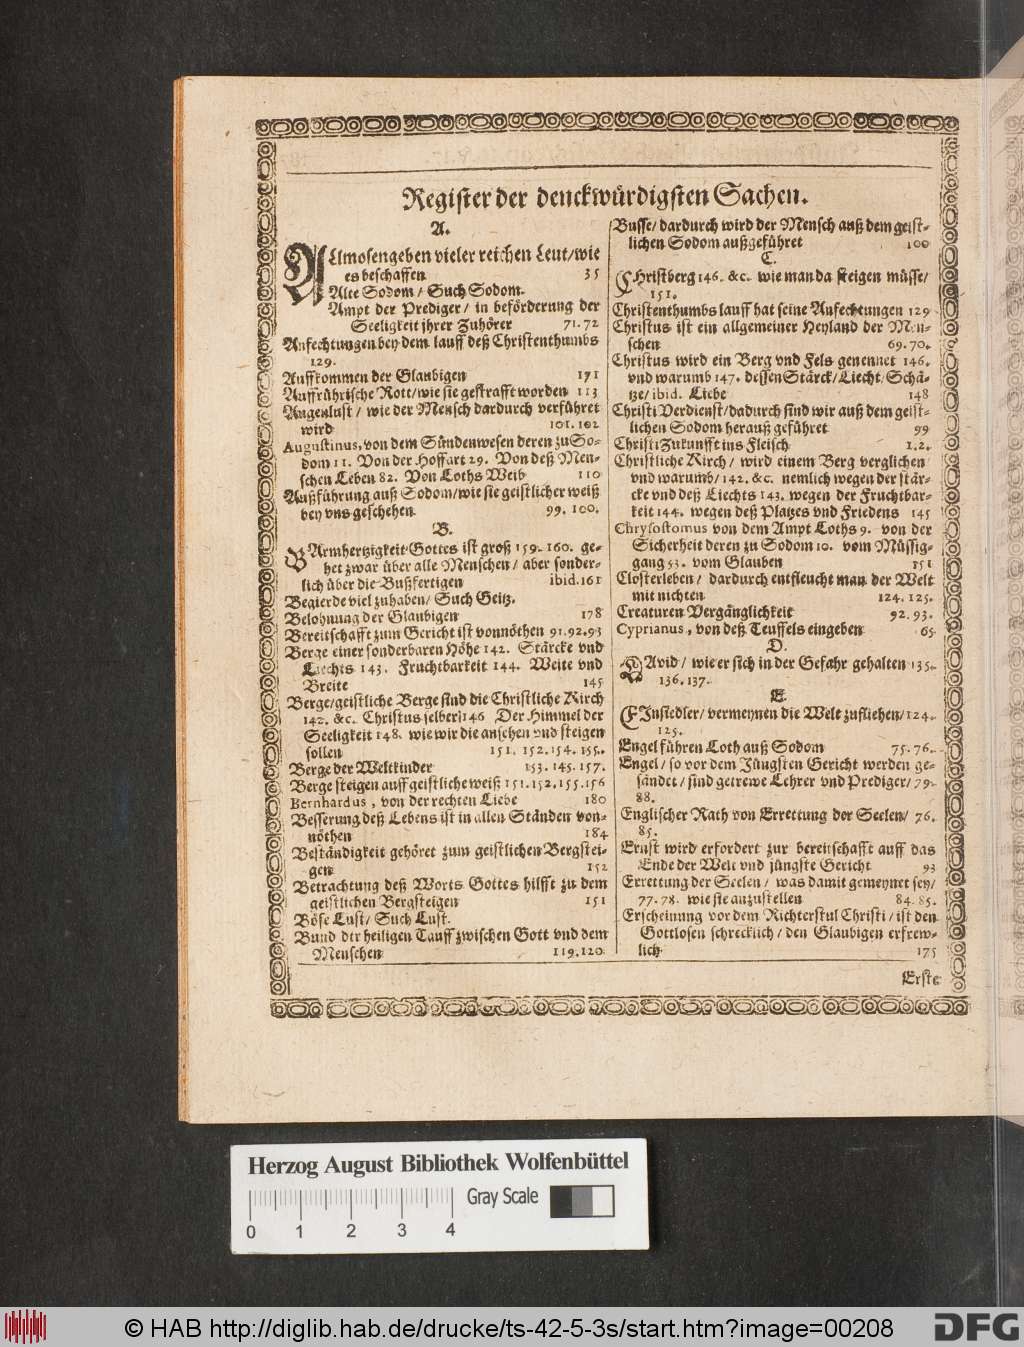 Register der denckwürdigsten Sachen.
A.
ALlmosengeben vieler reichen Leut/wie
es beschaffen 35
Alte Sodom/ Such Sodom.
Ampt der Prediger/ in beförderung der
Seeligkeit jhrer Zuhörer 71. 72
Anfechtungen bey dem lauff deß Christenthumbs
129.
Auffkommen der Glaubigen 171
Auffrührische Rott/wie sie gestrafft worden 113
Augenlust/ wie der Mensch dardurch verführet
wird 101. 102
Augustinus, von dem Sündenwesen deren zu So-
dom 11. Von der Hoffart 29. Von deß Men-
schen Leben 82. Von Loths Weib 110
Außführung auß Sodom/wie sie geistlicher weiß
bey uns geschehen. 99. 100.
B.
BArmhertzigkeit Gottes ist groß 159. 160. ge-
het zwar über alle Menschen/ aber sonder-
lich über die Bußfertigen ibid. 161
Begierde viel zuhaben/ Such Geitz.
Belohnung der Glaubigen 178
Bereitschafft zum Gericht ist vonnöthen 91. 92. 93
Berge einer sonderbaren Höhe 142. Stärcke vnd
Liechts 143. Fruchtbarkeit 144. Weite vnd
Breite 145
Berge/geistliche Berge sind die Christliche Kirch
142. &c. Christus selber 146 Der Himmel der
Seeligkeit 148. wie wir die ansehen vnd steigen
sollen 151. 152. 154. 155.
Berge der Weltkinder 153. 145. 157.
Berge steigen auff geistliche weiß 151. 152. 155. 156
Bernhardus, von der rechten Liebe 180
Besserung deß Lebens ist in allen Ständen von-
nöthen 184
Beständigkeit gehöret zum geistlichen Bergstei-
gen 152
Betrachtung deß Worts Gottes hilfft zu dem
geistlichen Bergsteigen 151
Böse Lust/ Such Lust.
Bund der heiligen Tauff zwischen Gott vnd dem
Menschen 119. 120
Busse/ dardurch wird der Mensch auß dem geist-
lichen Sodom außgeführet 100
C.
CHristberg 146. &c. wie man da steigen müsse/
151.
Christenthumbs lauff hat seine Anfechtungen 129
Christus ist ein allgemeiner Heyland der Men-
schen 69. 70.
Christus wird ein Berg vnd Fels genennet 146.
vnd warumb 147. dessen Stärck/ Liecht/ Schä-
tze/ ibid. Liebe 148
Christi Verdienst/dadurch sind wir auß dem geist-
lichen Sodom herauß geführet 99
Christi Zukunfft ins Fleisch 1. 2.
Christliche Kirch/ wird einem Berg verglichen
vnd warumb/ 142. &c. nemlich wegen der stär-
cke vnd deß Liechts 143. wegen der Fruchtbar-
keit 144. wegen deß Platzes vnd Friedens 145
Chrysostomus von dem Ampt Loths 9. von der
Sicherheit deren zu Sodom 10. vom Müssig-
gang 53. vom Glauben 151
Closterleben/ dardurch entfleucht man der Welt
mit nichten 124. 125.
Creaturen Vergänglichkeit 92. 93.
Cyprianus, von deß Teuffels eingeben 65
D.
DAvid/ wie er sich in der Gefahr gehalten 135.
136. 137.
E.
EInsiedler/ vermeynen die Welt zufliehen/ 124.
125.
Engel führen Loth auß Sodom 75. 76.
Engel/ so vor dem Jüngsten Gericht werden ge-
sandet/ sind getrewe Lehrer vnd Prediger/ 79.
88.
Englischer Rath von Errettung der Seelen/ 76.
85.
Ernst wird erfordert zur bereitschafft auff das
Ende der Welt vnd jüngste Gericht 93
Errettung der Seelen/ was damit gemeynet sey/
77. 78. wie sie anzustellen 84. 85.
Erscheinung vor dem Richterstul Christi/ ist den
Gottlosen schrecklich/ den Glaubigen erfrew-
lich 175
Erste
Herzog August Bibliothek Wolfenbüttel
Gray Scale
0 1 2 3 4
© HAB http://diglib.hab.de/drucke/ts-42-5-3s/start.htm?image=00208
DFG